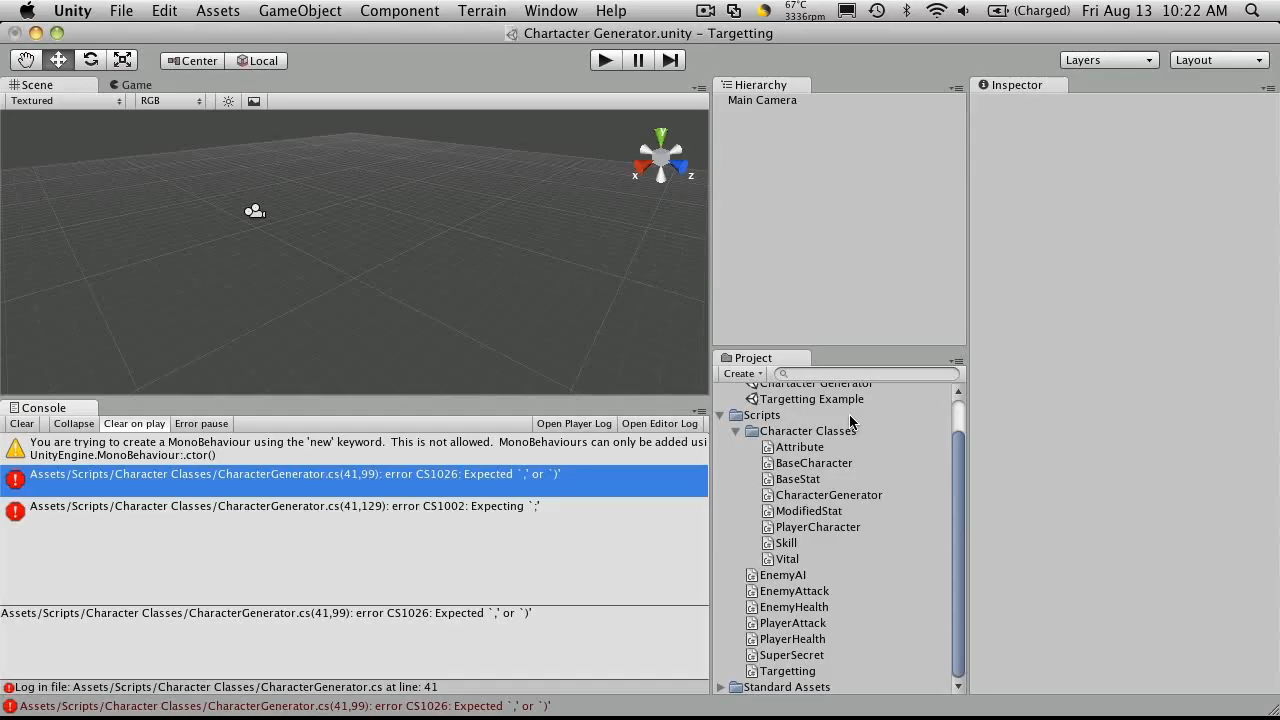 Unity File Edit Assets GameObject Component Terrain Window Help 67°C 3336rpm (Charged) Fri Aug 13 10:22 AM
Chartacter Generator.unity – Targetting
Center Local Layers Layout
Scene Game Hierarchy Inspector
Textured RGB Main Camera
y
x z
Project
Create
Chartacter Generator
Targetting Example
Scripts
Character Classes
Attribute
BaseCharacter
BaseStat
CharacterGenerator
ModifiedStat
PlayerCharacter
Skill
Vital
EnemyAI
EnemyAttack
EnemyHealth
PlayerAttack
PlayerHealth
SuperSecret
Targetting
Standard Assets
Console
Clear Collapse Clear on play Error pause Open Player Log Open Editor Log
You are trying to create a MonoBehaviour using the 'new' keyword. This is not allowed. MonoBehaviours can only be added usi
UnityEngine.MonoBehaviour:.ctor()
Assets/Scripts/Character Classes/CharacterGenerator.cs(41,99): error CS1026: Expected `,' or `)'
Assets/Scripts/Character Classes/CharacterGenerator.cs(41,129): error CS1002: Expecting `;'
Assets/Scripts/Character Classes/CharacterGenerator.cs(41,99): error CS1026: Expected `,' or `)'
Log in file: Assets/Scripts/Character Classes/CharacterGenerator.cs at line: 41
Assets/Scripts/Character Classes/CharacterGenerator.cs(41,99): error CS1026: Expected `,' or `)'